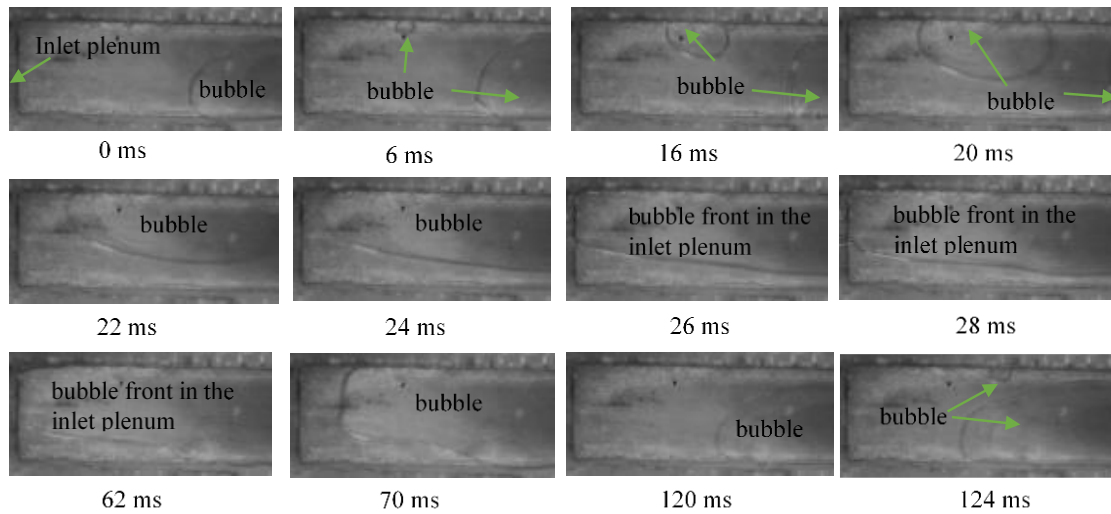 Inlet plenum
bubble
0 ms
bubble
6 ms
bubble
16 ms
bubble
20 ms
bubble
22 ms
bubble
24 ms
bubble front in the
inlet plenum
26 ms
bubble front in the
inlet plenum
28 ms
bubble front in the
inlet plenum
62 ms
bubble
70 ms
bubble
120 ms
bubble
124 ms